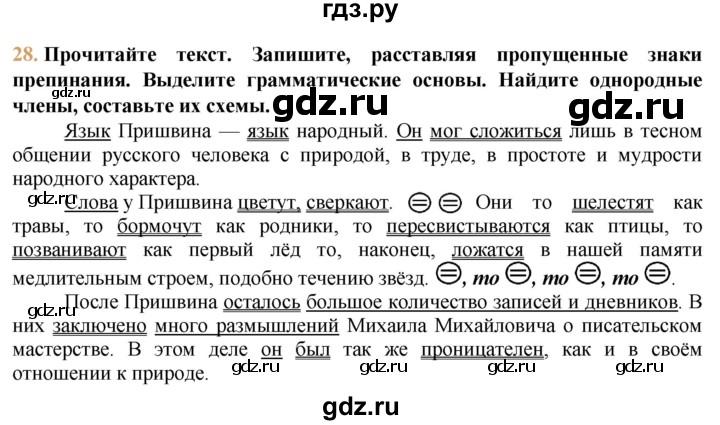 гдз.ру
28. Прочитайте текст. Запишите, расставляя пропущенные знаки
препинания. Выделите грамматические основы. Найдите однородные
члены, составьте их схемы.
gdz.ru gdz.ru
Язык Пришвина — язык народный. Он мог сложиться лишь в тесном
общении русского человека с природой, в труде, в простоте и мудрости
народного характера.
gdz.ru gdz.ru gdz.ru
Слова у Пришвина цветут, сверкают. Они то шелестят как
травы, то бормочут как родники, то пересвистываются как птицы, то
позванивают как первый лёд то, наконец, ложатся в нашей памяти
медлительным строем, подобно течению звёзд. , то , то , то .
gdz.ru gdz.ru gdz.ru
После Пришвина осталось большое количество записей и дневников. В
них заключено много размышлений Михаила Михайловича о писательском
мастерстве. В этом деле он был так же проницателен, как и в своём
отношении к природе.
gdz.ru gdz.ru gdz.ru
gdz.ru